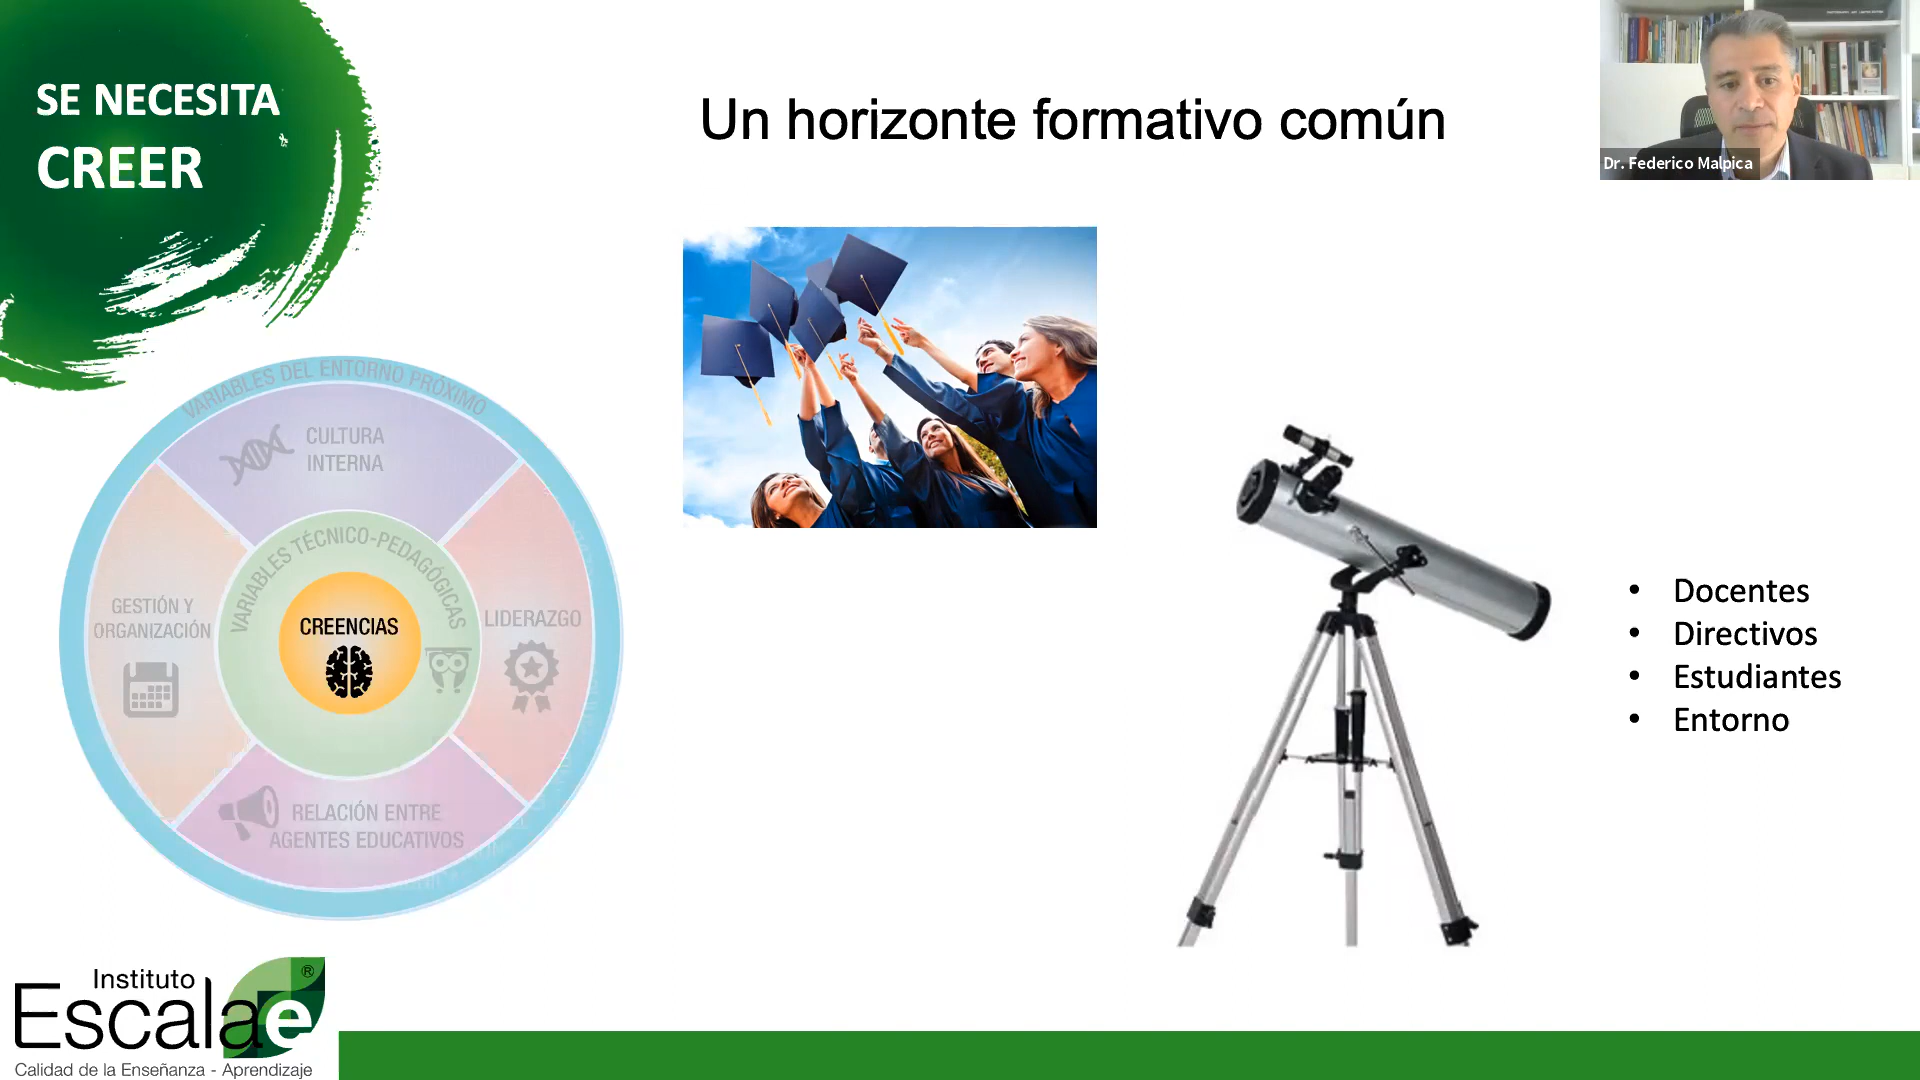 SE NECESITA
CREER
Un horizonte formativo común
Dr. Federico Malpica
VARIABLES DEL ENTORNO PRÓXIMO
CULTURA
INTERNA
VARIABLES TÉCNICO-PEDAGÓGICAS
GESTIÓN Y
ORGANIZACIÓN
CREENCIAS
LIDERAZGO
RELACIÓN ENTRE
AGENTES EDUCATIVOS
• Docentes
• Directivos
• Estudiantes
• Entorno
Instituto
Escalae ®
Calidad de la Enseñanza - Aprendizaje